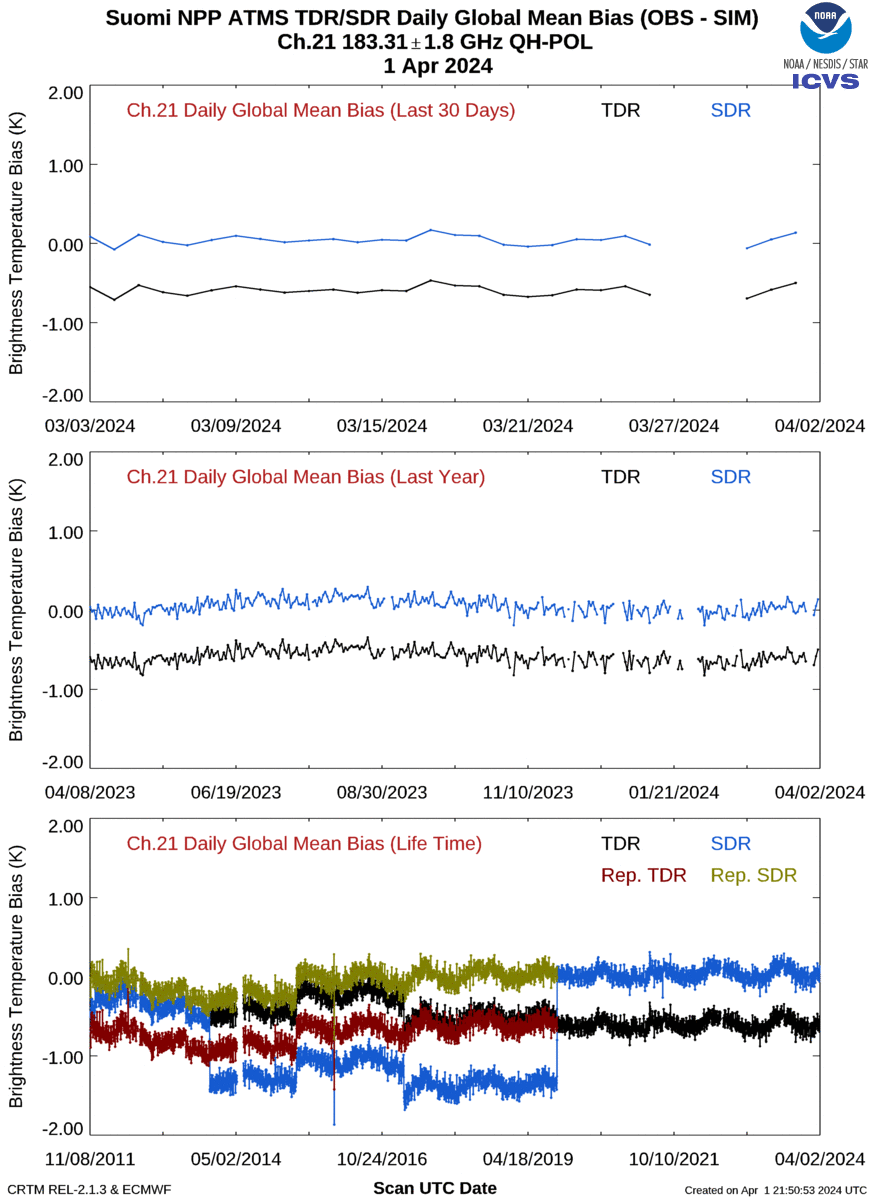 Suomi NPP ATMS TDR/SDR Daily Global Mean Bias (OBS - SIM)
Ch.21 183.31±1.8 GHz QH-POL
1 Apr 2024
NOAA
NOAA / NESDIS / STAR
ICVS
Brightness Temperature Bias (K)
2.00
1.00
0.00
-1.00
-2.00
Ch.21 Daily Global Mean Bias (Last 30 Days) TDR SDR
03/03/2024 03/09/2024 03/15/2024 03/21/2024 03/27/2024 04/02/2024
Brightness Temperature Bias (K)
2.00
1.00
0.00
-1.00
-2.00
Ch.21 Daily Global Mean Bias (Last Year) TDR SDR
04/08/2023 06/19/2023 08/30/2023 11/10/2023 01/21/2024 04/02/2024
Brightness Temperature Bias (K)
2.00
1.00
0.00
-1.00
-2.00
Ch.21 Daily Global Mean Bias (Life Time) TDR SDR
Rep. TDR Rep. SDR
11/08/2011 05/02/2014 10/24/2016 04/18/2019 10/10/2021 04/02/2024
CRTM REL-2.1.3 & ECMWF Scan UTC Date Created on Apr 1 21:50:53 2024 UTC